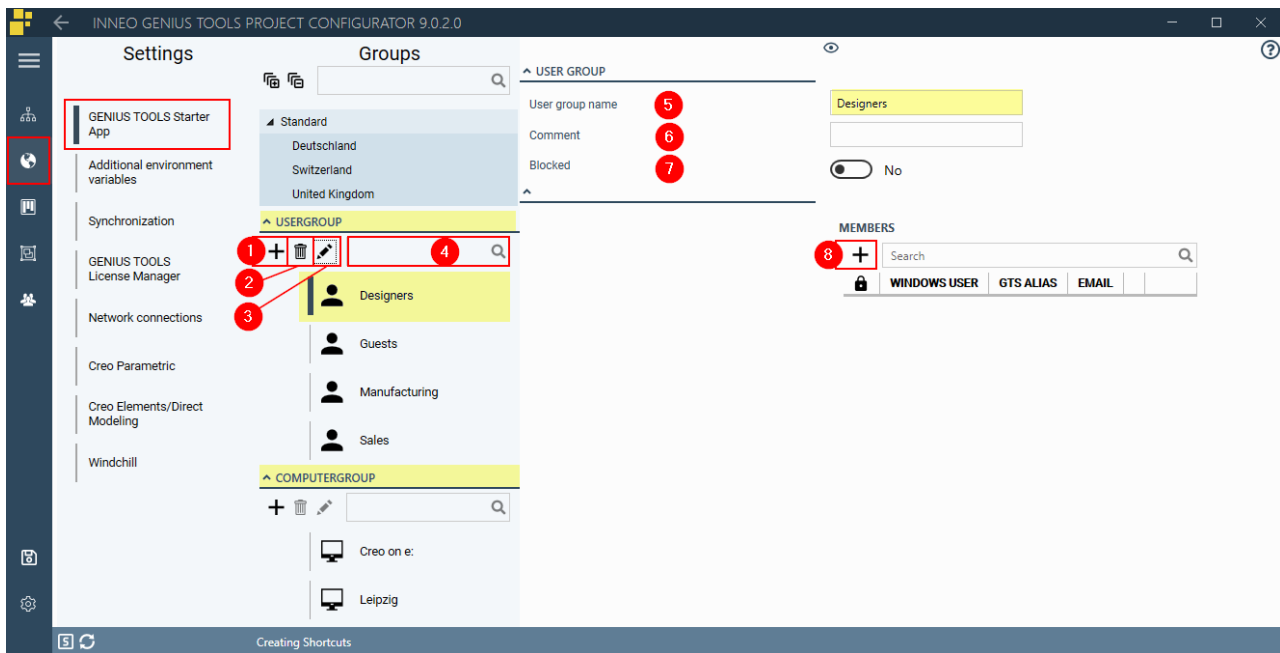 INNEO GENIUS TOOLS PROJECT CONFIGURATOR 9.0.2.0
Settings
GENIUS TOOLS Starter
App
Additional environment
variables
Synchronization
GENIUS TOOLS
License Manager
Network connections
Creo Parametric
Creo Elements/Direct
Modeling
Windchill
Groups
Standard
Deutschland
Switzerland
United Kingdom
USERGROUP
1
2
3
4
Designers
Guests
Manufacturing
Sales
COMPUTERGROUP
Creo on e:
Leipzig
USER GROUP
User group name 5 Designers
Comment 6
Blocked 7 No
MEMBERS
8 Search
WINDOWS USER GTS ALIAS EMAIL
S Creating Shortcuts